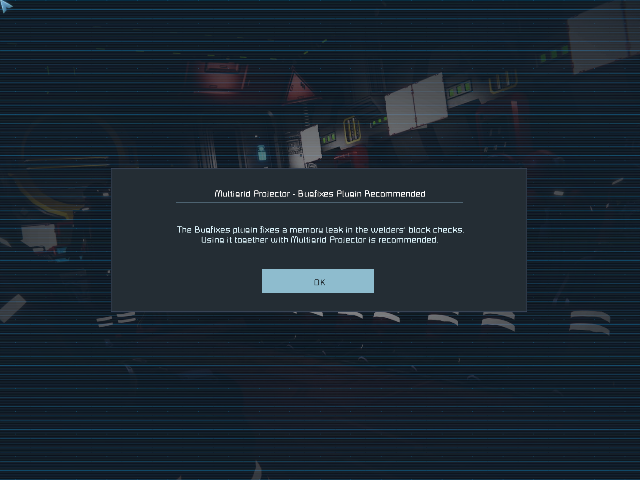 Multigrid Projector - Bugfixes Plugin Recommended
The Bugfixes plugin fixes a memory leak in the welders' block checks.
Using it together with Multigrid Projector is recommended.
OK